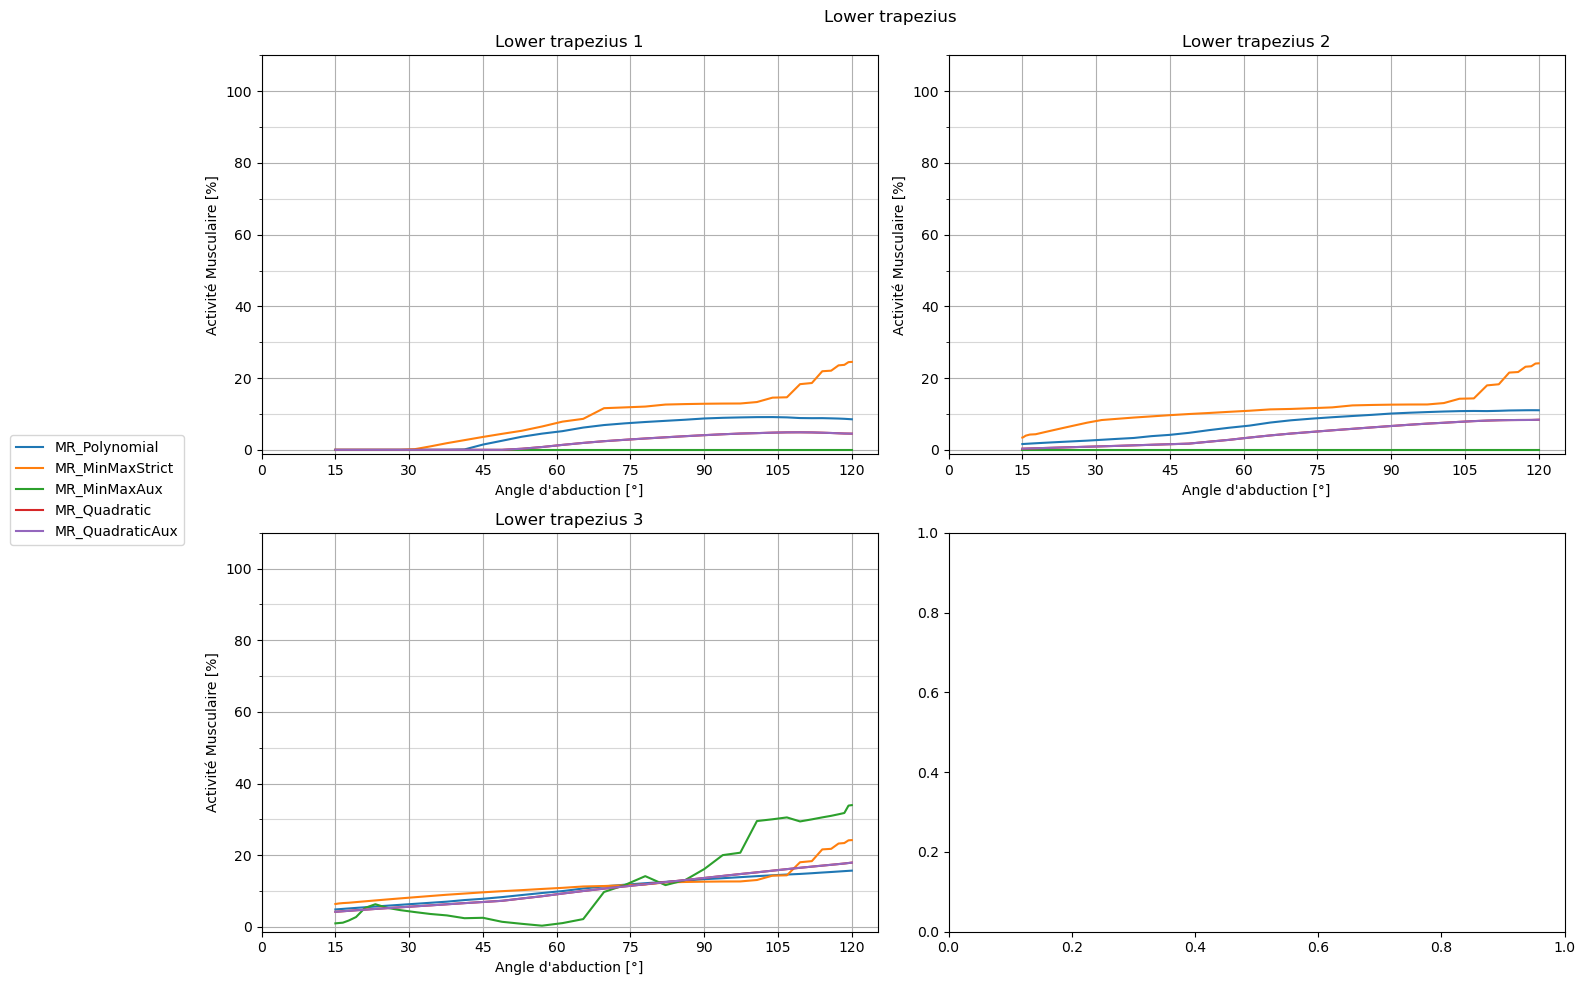 Lower trapezius
Lower trapezius 1
100
80
60
40
20
0
Activité Musculaire [%]
0 15 30 45 60 75 90 105 120
Angle d'abduction [°]
Lower trapezius 2
100
80
60
40
20
0
Activité Musculaire [%]
0 15 30 45 60 75 90 105 120
Angle d'abduction [°]
MR_Polynomial
MR_MinMaxStrict
MR_MinMaxAux
MR_Quadratic
MR_QuadraticAux
Lower trapezius 3
100
80
60
40
20
0
Activité Musculaire [%]
0 15 30 45 60 75 90 105 120
Angle d'abduction [°]
1.0
0.8
0.6
0.4
0.2
0.0
0.0 0.2 0.4 0.6 0.8 1.0